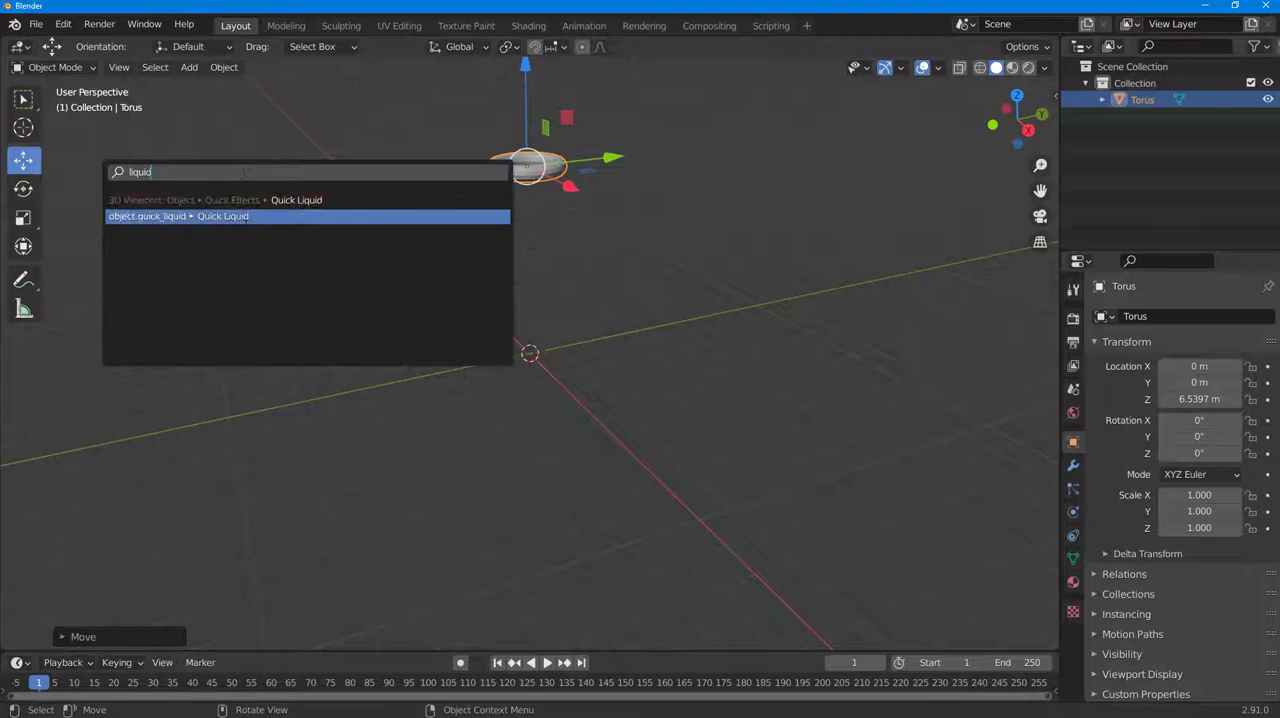 Blender
File Edit Render Window Help
Layout Modeling Sculpting UV Editing Texture Paint Shading Animation Rendering Compositing Scripting +
Scene
View Layer
Orientation: Default Drag: Select Box
Global
Options
Object Mode View Select Add Object
User Perspective
(1) Collection | Torus
Z
Y
X
liquid
3D Viewport: Object ▸ Quick Effects ▸ Quick Liquid
object.quick_liquid ▸ Quick Liquid
Move
Scene Collection
Collection
Torus
Torus
Torus
Transform
Location X 0 m
Y 0 m
Z 6.5397 m
Rotation X 0°
Y 0°
Z 0°
Mode XYZ Euler
Scale X 1.000
Y 1.000
Z 1.000
Delta Transform
Relations
Collections
Instancing
Motion Paths
Visibility
Viewport Display
Custom Properties
Playback Keying View Marker
1 Start 1 End 250
-5 1 5 10 15 20 25 30 35 40 45 50 55 60 65 70 75 80 85 90 95 100 105 110 115 120 125 130 135 140 145 150 155 160 165 170 175 180 185 190 195 200 205 210 215 220 225 230 235 240 245 250 255
Select Move Rotate View Object Context Menu 2.91.0